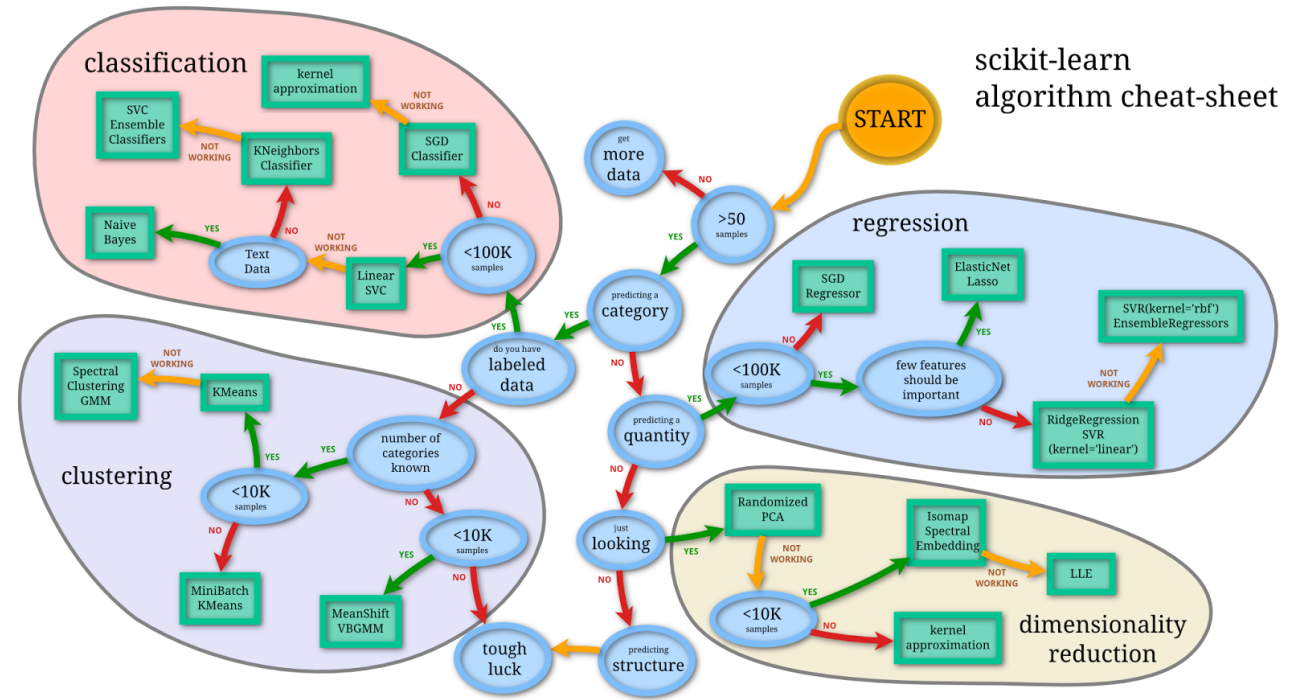 scikit-learn
algorithm cheat-sheet
START
get
more
data
NO
>50
samples
YES
predicting a
category
YES
NO
do you have
labeled
data
YES
NO
predicting a
quantity
YES
NO
just
looking
YES
NO
predicting
structure
tough
luck
classification
kernel
approximation
NOT
WORKING
SVC
Ensemble
Classifiers
NOT
WORKING
KNeighbors
Classifier
SGD
Classifier
NO
Naive
Bayes
YES
NO
Text
Data
NOT
WORKING
Linear
SVC
YES
<100K
samples
regression
SGD
Regressor
NO
<100K
samples
YES
ElasticNet
Lasso
YES
few features
should be
important
NO
SVR(kernel='rbf')
EnsembleRegressors
NOT
WORKING
RidgeRegression
SVR
(kernel='linear')
clustering
Spectral
Clustering
GMM
NOT
WORKING
KMeans
YES
<10K
samples
YES
number of
categories
known
NO
NO
MiniBatch
KMeans
<10K
samples
YES
NO
MeanShift
VBGMM
dimensionality
reduction
Randomized
PCA
NOT
WORKING
<10K
samples
YES
NO
Isomap
Spectral
Embedding
NOT
WORKING
LLE
kernel
approximation